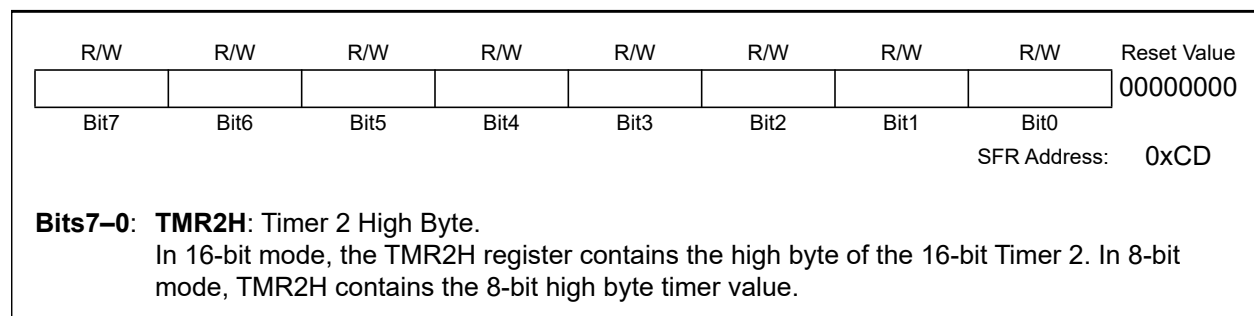 R/W R/W R/W R/W R/W R/W R/W R/W Reset Value
00000000
Bit7 Bit6 Bit5 Bit4 Bit3 Bit2 Bit1 Bit0
SFR Address: 0xCD
Bits7–0: TMR2H: Timer 2 High Byte.
In 16-bit mode, the TMR2H register contains the high byte of the 16-bit Timer 2. In 8-bit
mode, TMR2H contains the 8-bit high byte timer value.